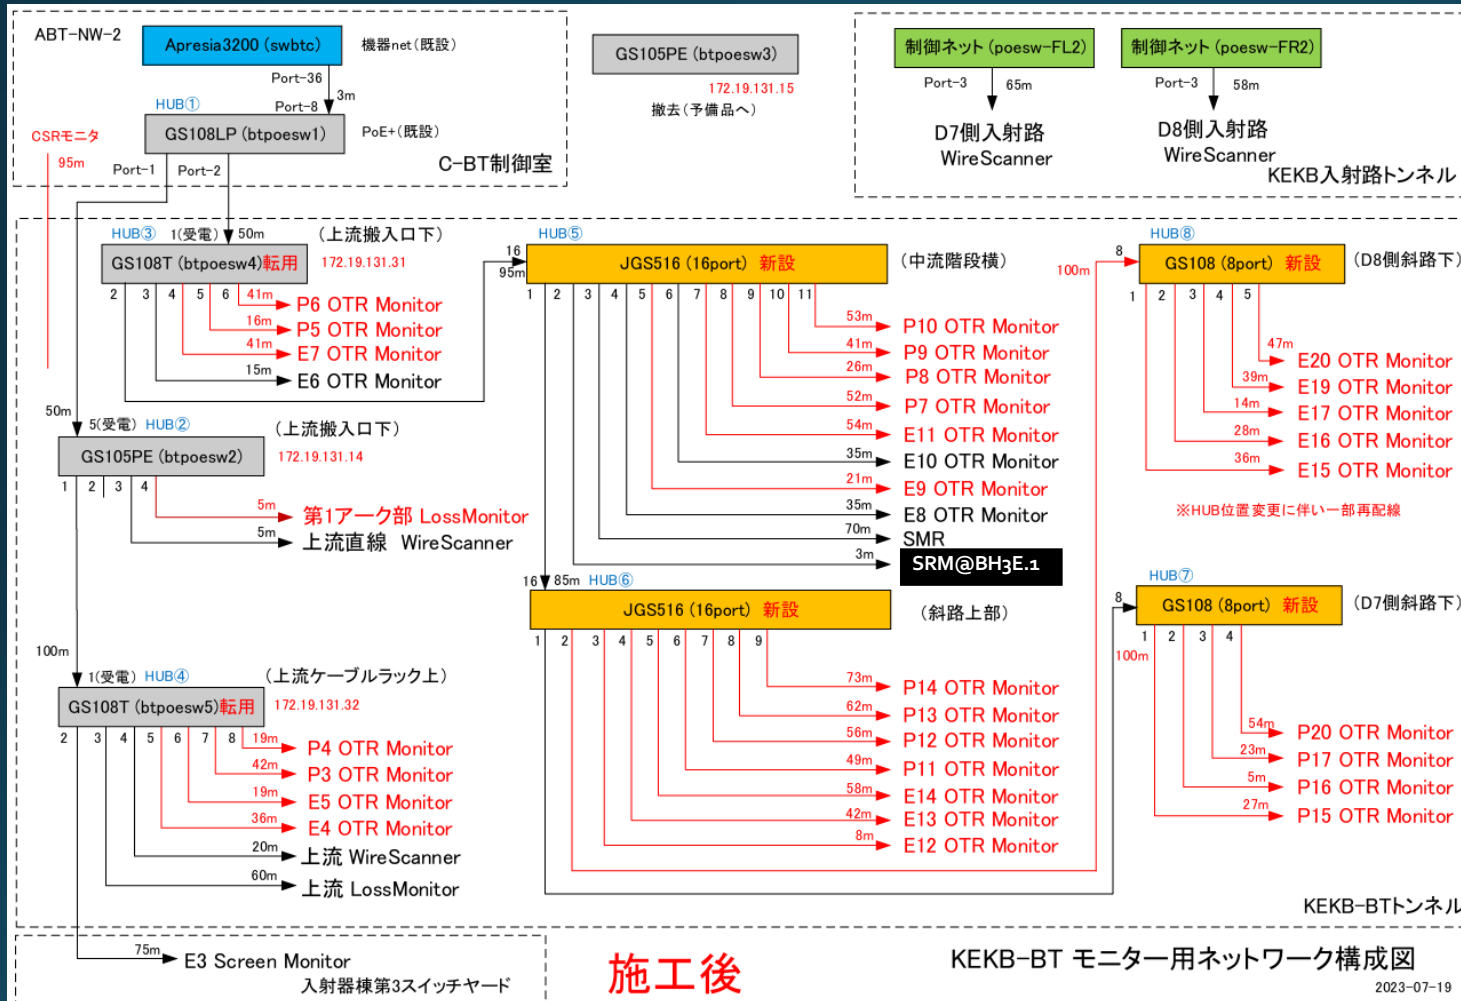 ABT-NW-2
Apresia3200 (swbtc)
機器net(既設)
Port-36
3m
HUB①
Port-8
GS108LP (btpoesw1)
PoE+(既設)
CSRモニタ
95m
Port-1
Port-2
C-BT制御室
GS105PE (btpoesw3)
172.19.131.15
撤去(予備品へ)
制御ネット (poesw-FL2)
Port-3
65m
D7側入射路
WireScanner
制御ネット (poesw-FR2)
Port-3
58m
D8側入射路
WireScanner
KEKB入射路トンネル
HUB③
1(受電)
50m
(上流搬入口下)
GS108T (btpoesw4)転用
172.19.131.31
2 3 4 5 6
41m
P6 OTR Monitor
16m
P5 OTR Monitor
41m
E7 OTR Monitor
15m
E6 OTR Monitor
50m
5(受電)
HUB②
(上流搬入口下)
GS105PE (btpoesw2)
172.19.131.14
1 2 3 4
5m
第1アーク部 LossMonitor
5m
上流直線 WireScanner
100m
1(受電)
HUB④
(上流ケーブルラック上)
GS108T (btpoesw5)転用
172.19.131.32
2 3 4 5 6 7 8
19m
P4 OTR Monitor
42m
P3 OTR Monitor
19m
E5 OTR Monitor
36m
E4 OTR Monitor
20m
上流 WireScanner
60m
上流 LossMonitor
75m
E3 Screen Monitor
入射器棟第3スイッチヤード
HUB⑤
16
95m
JGS516 (16port) 新設
(中流階段横)
1 2 3 4 5 6 7 8 9 10 11
53m
P10 OTR Monitor
41m
P9 OTR Monitor
26m
P8 OTR Monitor
52m
P7 OTR Monitor
54m
E11 OTR Monitor
35m
E10 OTR Monitor
21m
E9 OTR Monitor
35m
E8 OTR Monitor
70m
SMR
3m
SRM@BH3E.1
16
85m
HUB⑥
JGS516 (16port) 新設
(斜路上部)
1 2 3 4 5 6 7 8 9
73m
P14 OTR Monitor
62m
P13 OTR Monitor
56m
P12 OTR Monitor
49m
P11 OTR Monitor
58m
E14 OTR Monitor
42m
E13 OTR Monitor
8m
E12 OTR Monitor
HUB⑧
8
100m
GS108 (8port) 新設
(D8側斜路下)
1 2 3 4 5
47m
E20 OTR Monitor
39m
E19 OTR Monitor
14m
E17 OTR Monitor
28m
E16 OTR Monitor
36m
E15 OTR Monitor
※HUB位置変更に伴い一部再配線
HUB⑦
8
GS108 (8port) 新設
(D7側斜路下)
1 2 3 4
100m
54m
P20 OTR Monitor
23m
P17 OTR Monitor
5m
P16 OTR Monitor
27m
P15 OTR Monitor
KEKB-BTトンネル
施工後
KEKB-BT モニター用ネットワーク構成図
2023-07-19